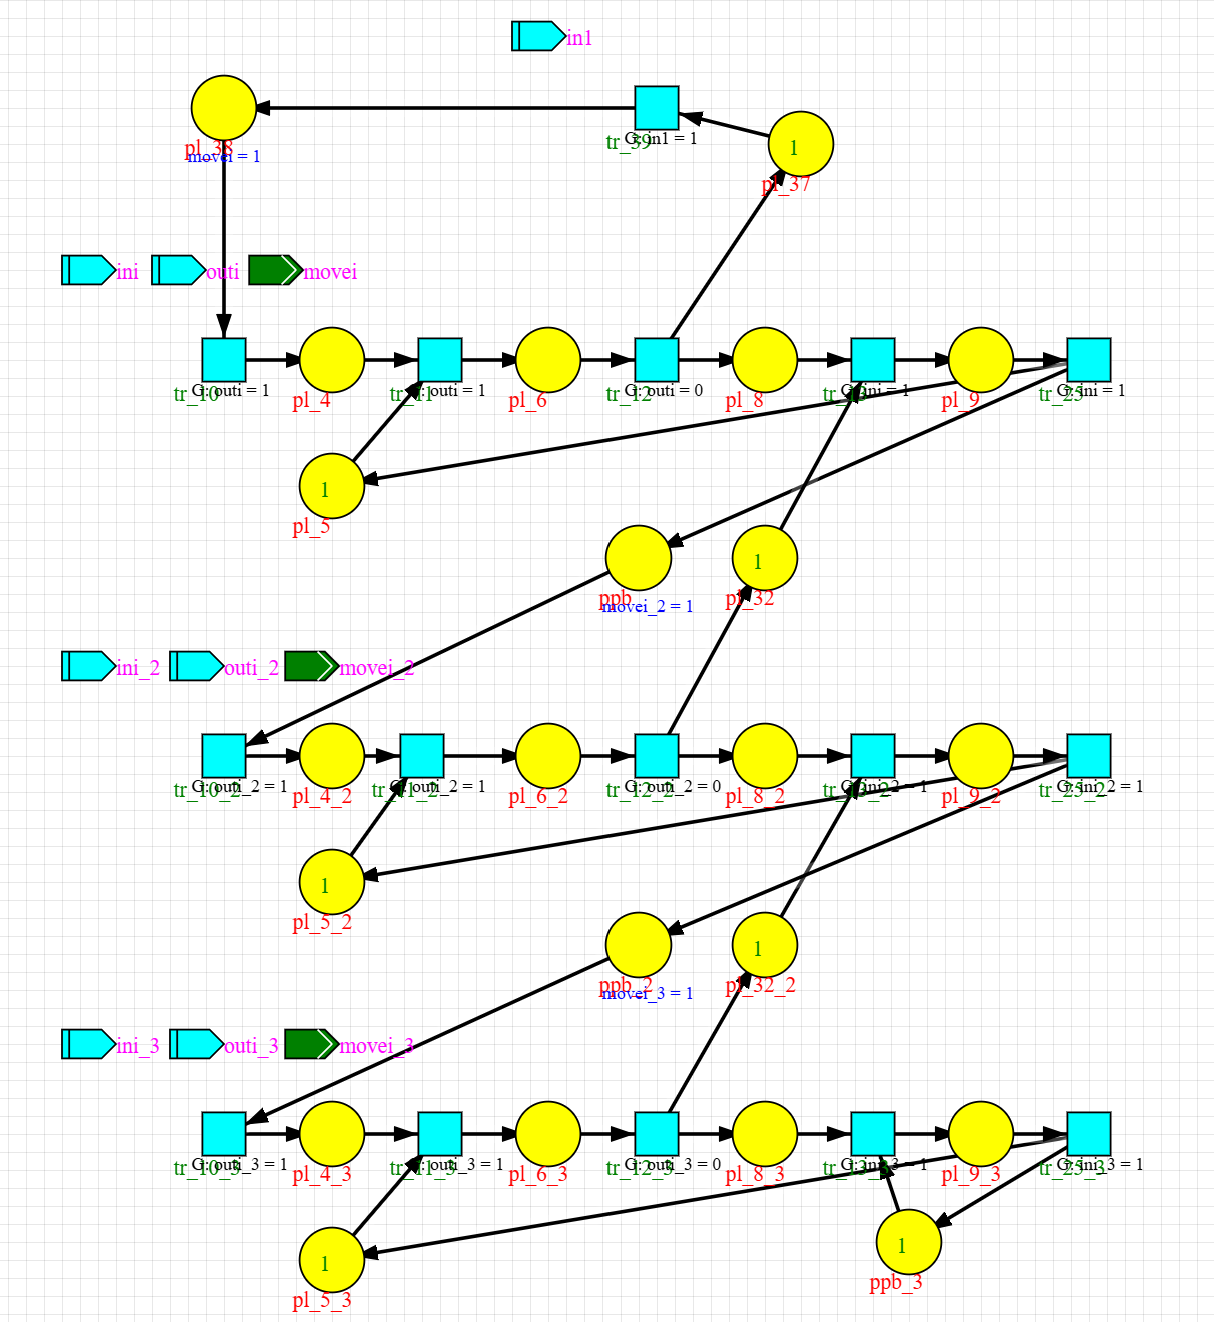 in1
1
tr_39
G: in1 = 1
pl_38
movei = 1
pl_37
ini
outi
movei
tr_10
G: outi = 1
pl_4
tr_11
G: outi = 1
pl_6
tr_12
G: outi = 0
pl_8
G: ini = 1
pl_9
tr_25
G: ini = 1
1
pl_5
ppb
movei_2 = 1
1
pl_32
ini_2
outi_2
movei_2
tr_10_2
G: outi_2 = 1
pl_4_2
tr_11_2
G: outi_2 = 1
pl_6_2
tr_12_2
G: outi_2 = 0
pl_8_2
G: ini_2 = 1
pl_9_2
tr_25_2
G: ini_2 = 1
1
pl_5_2
ppb_2
movei_3 = 1
1
pl_32_2
ini_3
outi_3
movei_3
tr_10_3
G: outi_3 = 1
pl_4_3
tr_11_3
G: outi_3 = 1
pl_6_3
tr_12_3
G: outi_3 = 0
pl_8_3
G: ini_3 = 1
pl_9_3
tr_25_3
G: ini_3 = 1
1
pl_5_3
1
ppb_3